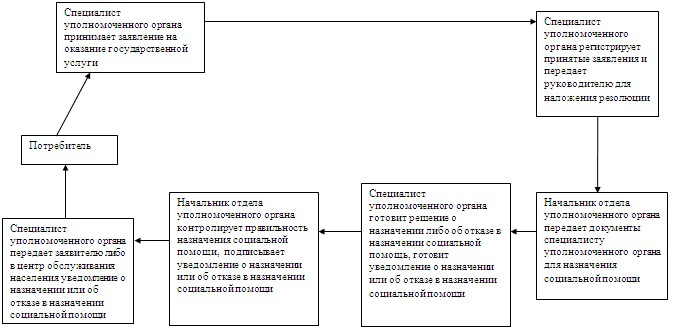 Специалист
уполномоченного органа
принимает заявление на
оказание государственной
услуги
Специалист
уполномоченного
органа регистрирует
принятые заявления и
передает
руководителю для
наложения резолюции
Потребитель
Начальник отдела
уполномоченного органа
передает документы
специалисту
уполномоченного органа
для назначения
социальной помощи
Специалист
уполномоченного органа
готовит решение о
назначении либо об отказе в
назначении социальной
помощь, готовит
уведомление о назначении
или об отказе в назначении
социальной помощи
Начальник отдела
уполномоченного органа
контролирует правильность
назначения социальной
помощи, подписывает
уведомление о назначении
или об отказе в назначении
социальной помощи
Специалист
уполномоченного органа
передает заявителю либо
в центр обслуживания
населения уведомление о
назначении или об
отказе в назначении
социальной помощи